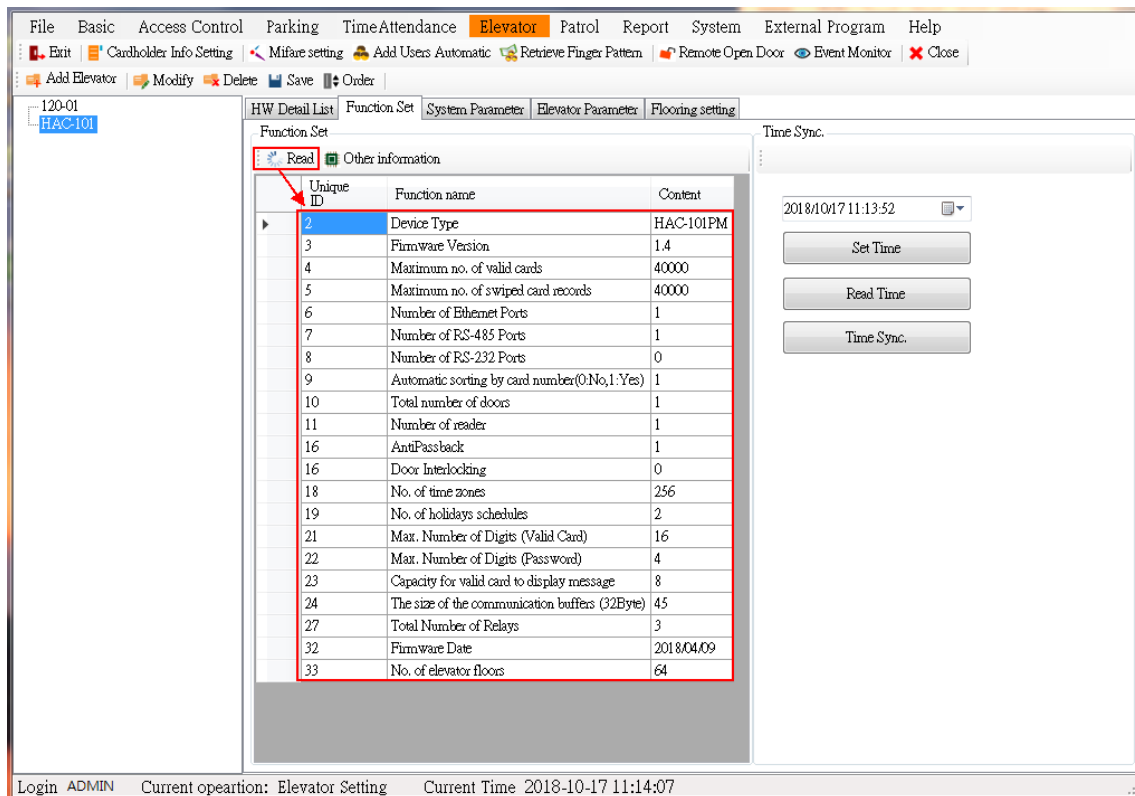 File Basic Access Control Parking TimeAttendance Elevator Patrol Report System External Program Help
Exit Cardholder Info Setting Mifare setting Add Users Automatic Retrieve Finger Pattern Remote Open Door Event Monitor Close
Add Elevator Modify Delete Save Order
120-01
HAC-101
HW Detail List Function Set System Parameter Elevator Parameter Flooring setting
Function Set
Read Other information
Unique ID Function name Content
2 Device Type HAC-101PM
3 Firmware Version 1.4
4 Maximum no. of valid cards 40000
5 Maximum no. of swiped card records 40000
6 Number of Ethernet Ports 1
7 Number of RS-485 Ports 1
8 Number of RS-232 Ports 0
9 Automatic sorting by card number(0:No,1:Yes) 1
10 Total number of doors 1
11 Number of reader 1
16 AntiPassback 1
16 Door Interlocking 0
18 No. of time zones 256
19 No. of holidays schedules 2
21 Max. Number of Digits (Valid Card) 16
22 Max. Number of Digits (Password) 4
23 Capacity for valid card to display message 8
24 The size of the communication buffers (32Byte) 45
27 Total Number of Relays 3
32 Firmware Date 2018/04/09
33 No. of elevator floors 64
Time Sync.
2018/10/17 11:13:52
Set Time
Read Time
Time Sync.
Login ADMIN Current opeartion: Elevator Setting Current Time 2018-10-17 11:14:07